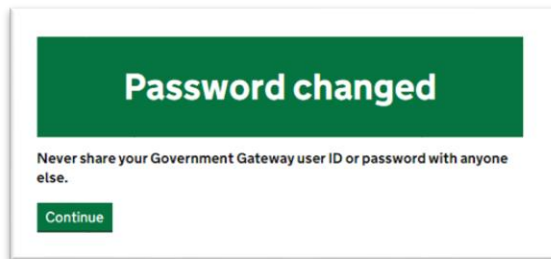 Password changed
Never share your Government Gateway user ID or password with anyone
else.
Continue